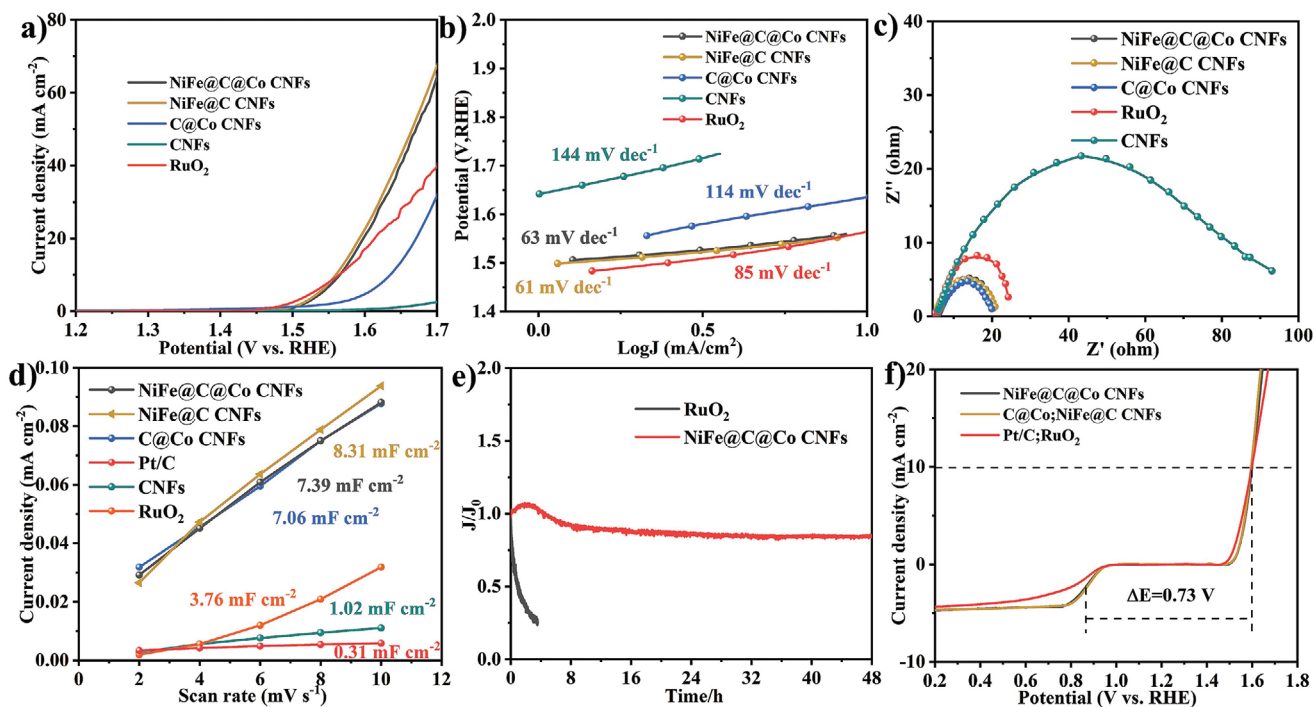 a)
Current density (mA cm⁻²)
60
40
20
0
NiFe@C@Co CNFs
NiFe@C CNFs
C@Co CNFs
CNFs
RuO₂
1.2
1.3
1.4
1.5
1.6
1.7
Potential (V vs. RHE)
b)
Potential (V,RHE)
2.0
1.9
1.8
1.7
1.6
1.5
1.4
NiFe@C@Co CNFs
NiFe@C CNFs
C@Co CNFs
CNFs
RuO₂
144 mV dec⁻¹
114 mV dec⁻¹
63 mV dec⁻¹
61 mV dec⁻¹
85 mV dec⁻¹
0.0
0.5
1.0
LogJ (mA/cm²)
c)
Z'' (ohm)
40
30
20
10
0
NiFe@C@Co CNFs
NiFe@C CNFs
C@Co CNFs
RuO₂
CNFs
0
20
40
60
80
100
Z' (ohm)
d)
Current density (mA cm⁻²)
0.10
0.08
0.06
0.04
0.02
0.00
NiFe@C@Co CNFs
NiFe@C CNFs
C@Co CNFs
Pt/C
CNFs
RuO₂
8.31 mF cm⁻²
7.39 mF cm⁻²
7.06 mF cm⁻²
3.76 mF cm⁻²
1.02 mF cm⁻²
0.31 mF cm⁻²
0
2
4
6
8
10
12
Scan rate (mV s⁻¹)
e)
J/J₀
2.0
1.5
1.0
0.5
0.0
RuO₂
NiFe@C@Co CNFs
0
8
16
24
32
40
48
Time/h
f)
Current density (mA cm⁻²)
20
10
0
-5
-10
NiFe@C@Co CNFs
C@Co;NiFe@C CNFs
Pt/C;RuO₂
ΔE=0.73 V
0.2
0.4
0.6
0.8
1.0
1.2
1.4
1.6
1.8
Potential (V vs. RHE)